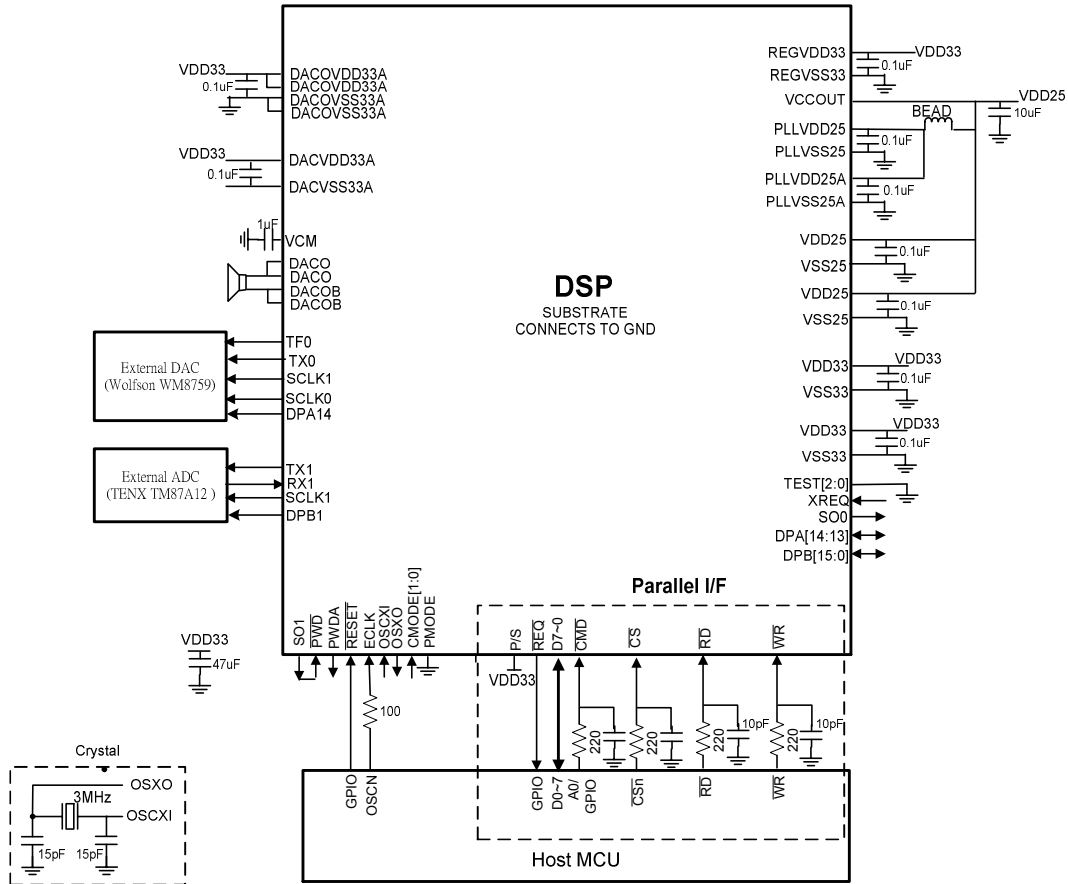 VDD33
0.1uF
DACOVDD33A
DACOVDD33A
DACOVSS33A
DACOVSS33A
VDD33
0.1uF
DACVDD33A
DACVSS33A
1uF
VCM
DACO
DACO
DACOB
DACOB
External DAC
(Wolfson WM8759)
TF0
TX0
SCLK1
SCLK0
DPA14
External ADC
(TENX TM87A12 )
TX1
RX1
SCLK1
DPB1
DSP
SUBSTRATE
CONNECTS TO GND
REGVDD33
VDD33
0.1uF
REGVSS33
VCCOUT
VDD25
10uF
BEAD
PLLVDD25
0.1uF
PLLVSS25
PLLVDD25A
0.1uF
PLLVSS25A
VDD25
0.1uF
VSS25
VDD25
0.1uF
VSS25
VDD33
VDD33
0.1uF
VSS33
VDD33
VDD33
0.1uF
VSS33
TEST[2:0]
XREQ
SO0
DPA[14:13]
DPB[15:0]
Parallel I/F
SO1
PWD
PWDA
RESET
ECLK
OSCXI
OSXO
CMODE[1:0]
PMODE
P/S
REQ
D7~0
CMD
CS
RD
WR
VDD33
VDD33
47uF
100
220
220
220
10pF
220
10pF
GPIO
OSCN
GPIO
D0~7
A0/
GPIO
CSn
RD
WR
Host MCU
Crystal
OSXO
3MHz
OSCXI
15pF
15pF